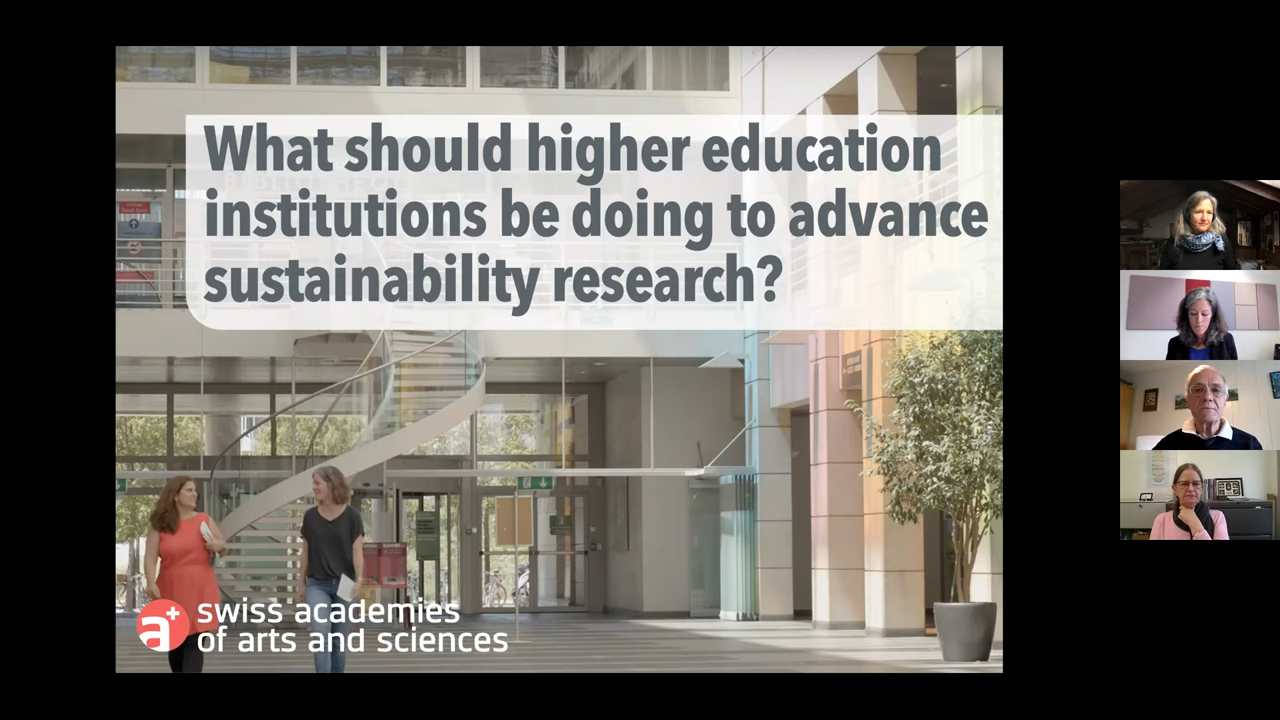 What should higher education
institutions be doing to advance
sustainability research?
swiss academies
of arts and sciences